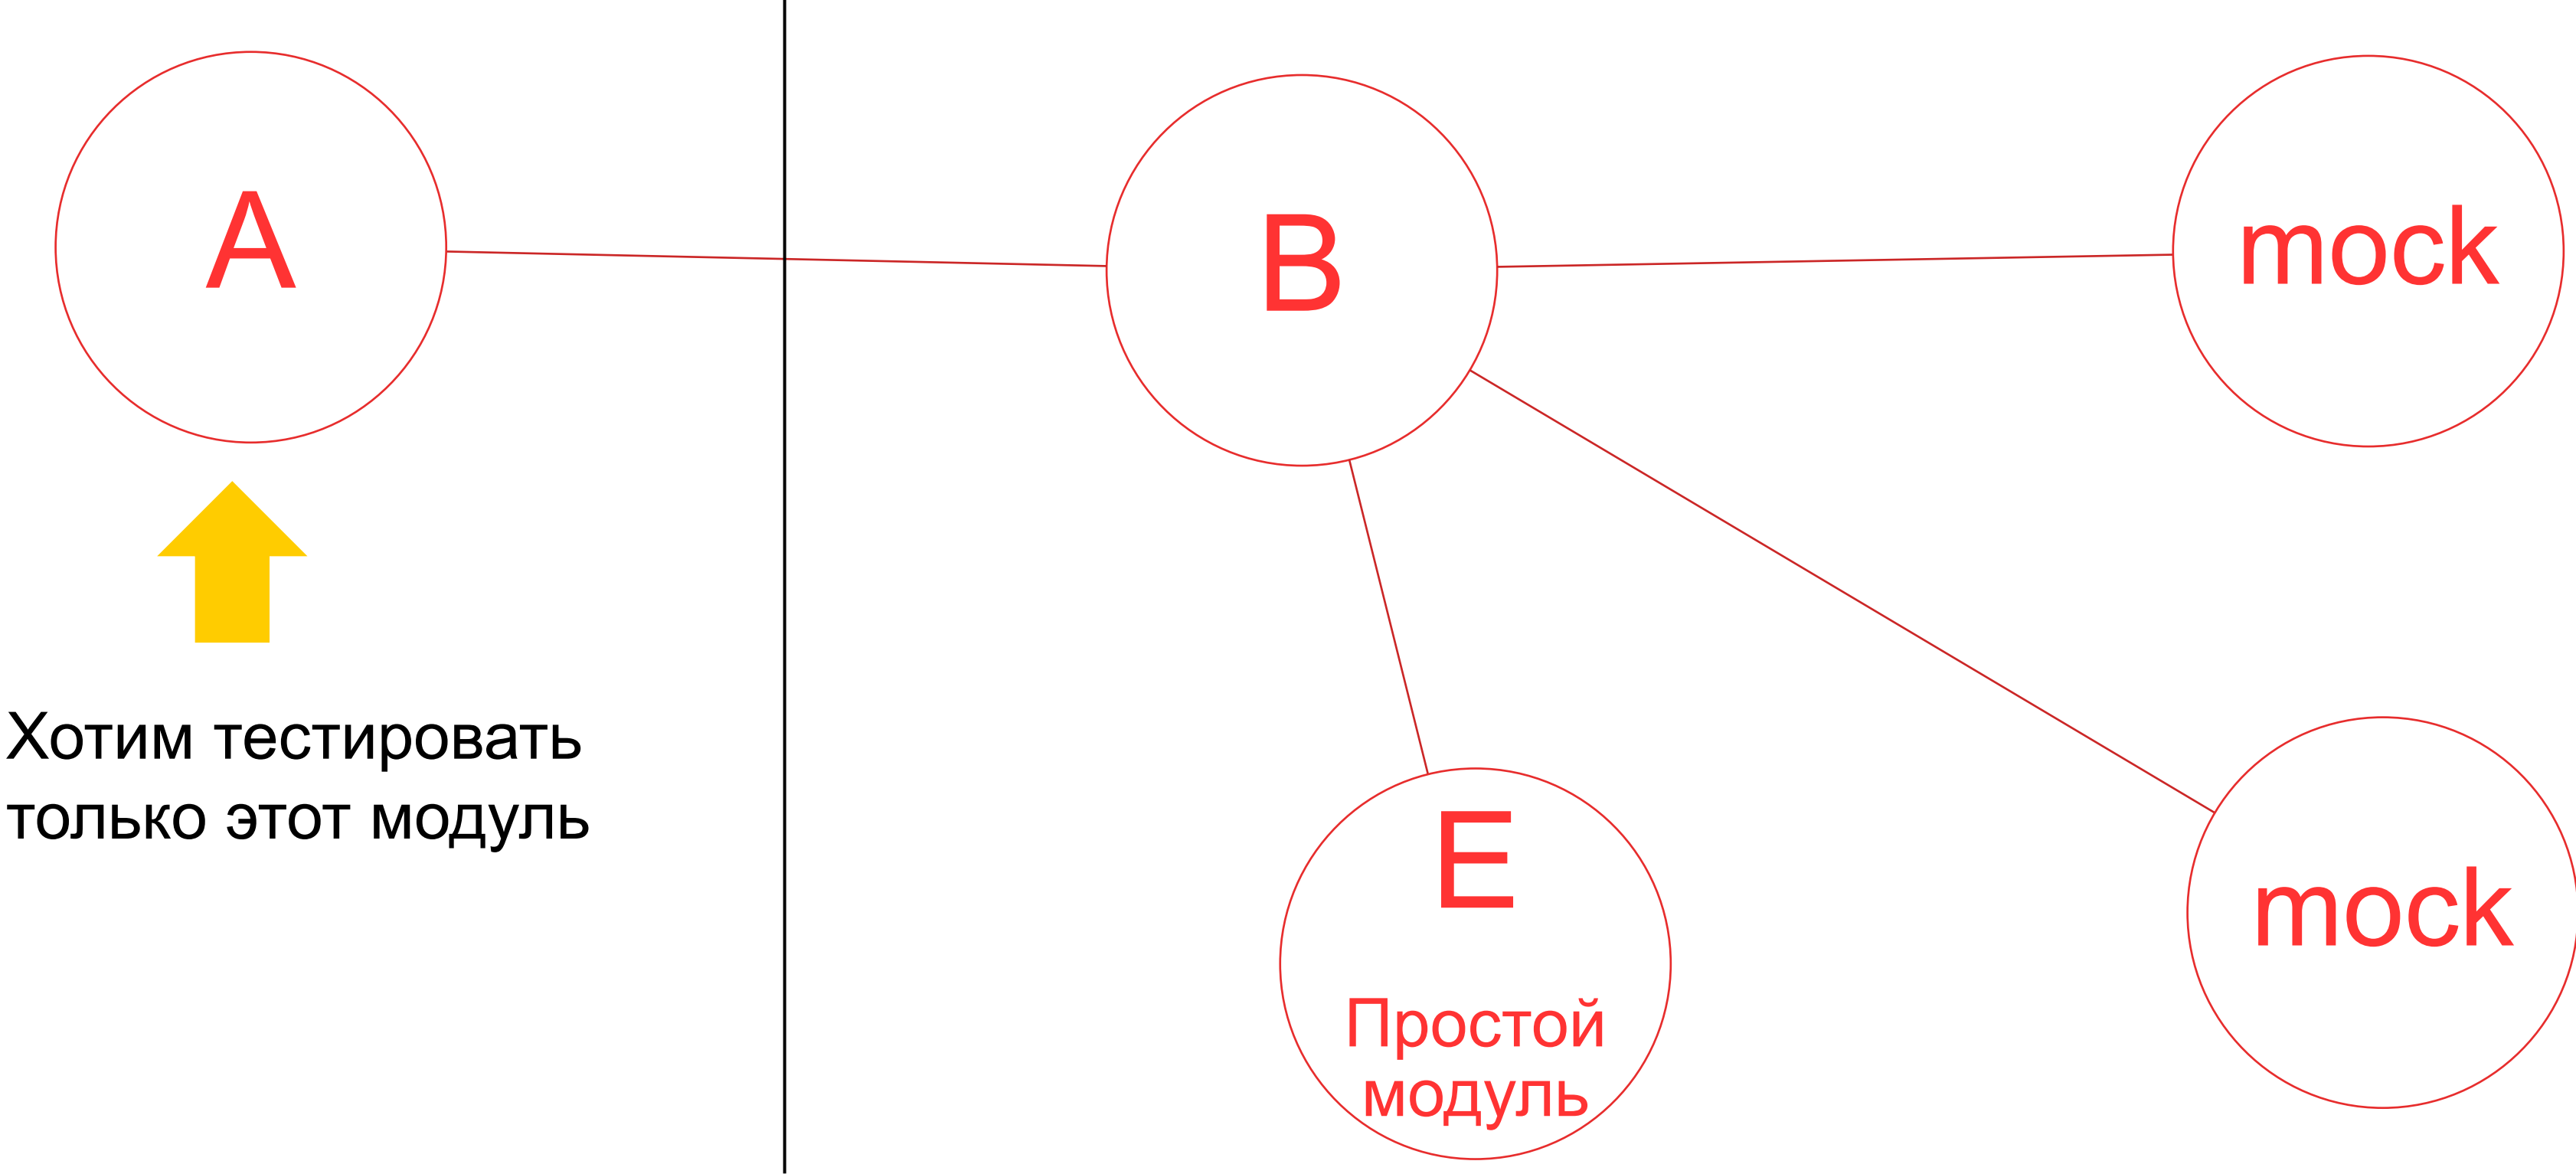 A
B
mock
Хотим тестировать
только этот модуль
E
Простой
модуль
mock